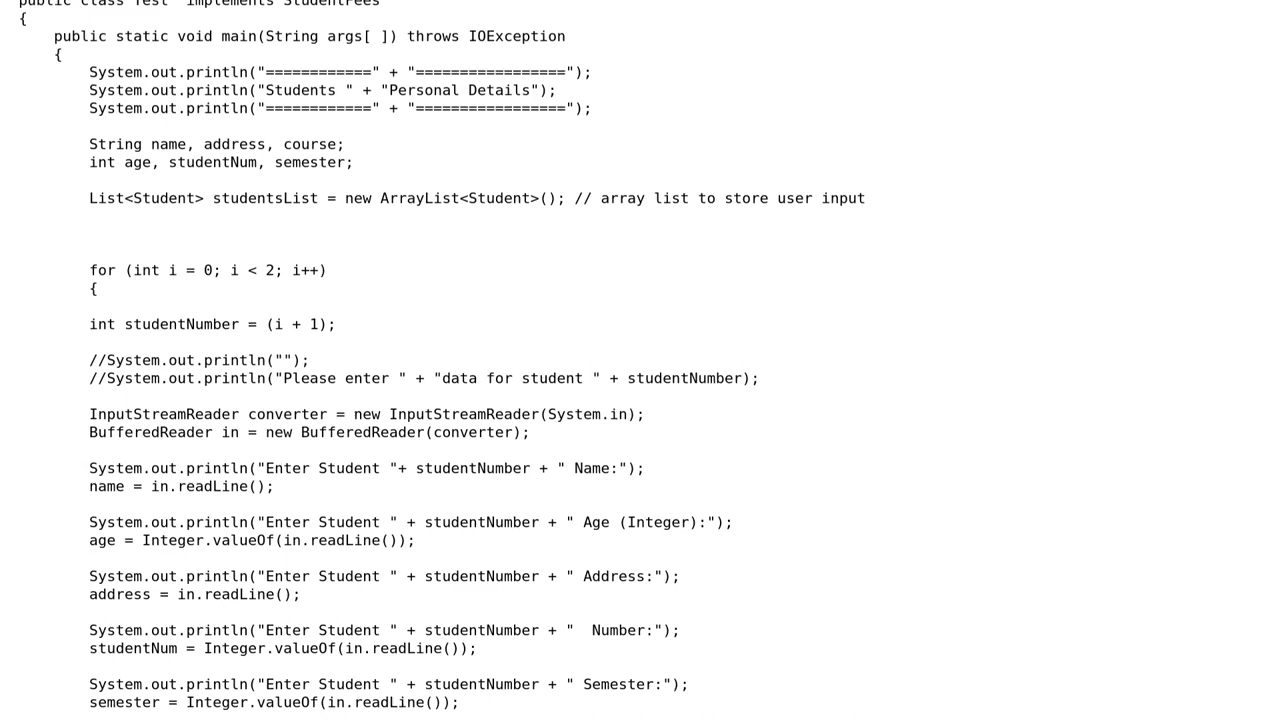 public class Test  implements StudentFees
{
    public static void main(String args[ ]) throws IOException
    {
        System.out.println("============" + "=================");
        System.out.println("Students " + "Personal Details");
        System.out.println("============" + "=================");

        String name, address, course;
        int age, studentNum, semester;

        List<Student> studentsList = new ArrayList<Student>(); // array list to store user input

        for (int i = 0; i < 2; i++)
        {

        int studentNumber = (i + 1);

        //System.out.println("");
        //System.out.println("Please enter " + "data for student " + studentNumber);

        InputStreamReader converter = new InputStreamReader(System.in);
        BufferedReader in = new BufferedReader(converter);

        System.out.println("Enter Student "+ studentNumber + " Name:");
        name = in.readLine();

        System.out.println("Enter Student " + studentNumber + " Age (Integer):");
        age = Integer.valueOf(in.readLine());

        System.out.println("Enter Student " + studentNumber + " Address:");
        address = in.readLine();

        System.out.println("Enter Student " + studentNumber + "  Number:");
        studentNum = Integer.valueOf(in.readLine());

        System.out.println("Enter Student " + studentNumber + " Semester:");
        semester = Integer.valueOf(in.readLine());